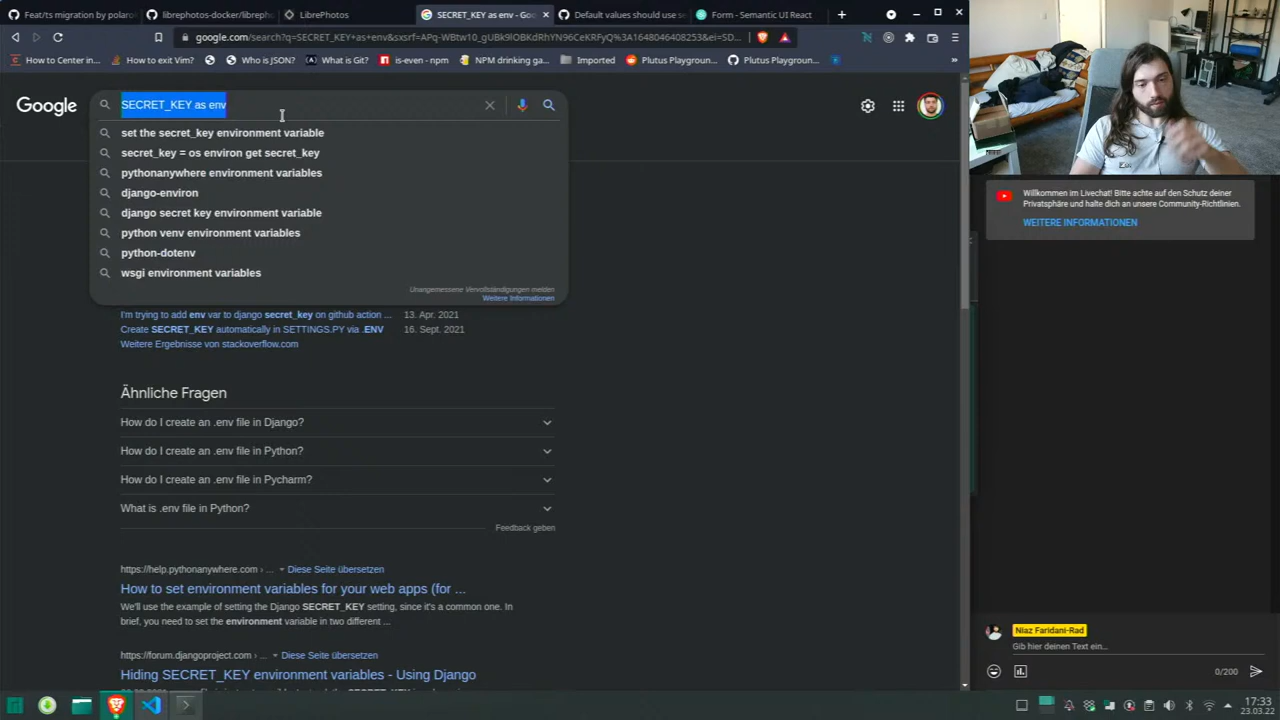 Feat/ts migration by polaro
librephotos-docker/libreph
LibrePhotos
SECRET_KEY as env - Goo
Default values should use se
Form - Semantic UI React
google.com/search?q=SECRET_KEY+as+env&sxsrf=APq-WBtw10_gUBk9lOBKdRhYN96CeKRFyQ%3A1648046408253&ei=SD...
How to Center in...
How to exit Vim?
Who is JSON?
What is Git?
is-even - npm
NPM drinking ga...
Imported
Plutus Playgroun...
Plutus Playgroun...
»
Google
SECRET_KEY as env
set the secret_key environment variable
secret_key = os environ get secret_key
pythonanywhere environment variables
django-environ
django secret key environment variable
python venv environment variables
python-dotenv
wsgi environment variables
Unangemessene Vervollständigungen melden
Weitere Informationen
I'm trying to add env var to django secret_key on github action ... 13. Apr. 2021
Create SECRET_KEY automatically in SETTINGS.PY via .ENV 16. Sept. 2021
Weitere Ergebnisse von stackoverflow.com
Ähnliche Fragen
How do I create an .env file in Django?
How do I create an .env file in Python?
How do I create an .env file in Pycharm?
What is .env file in Python?
Feedback geben
https://help.pythonanywhere.com › ... Diese Seite übersetzen
How to set environment variables for your web apps (for ...
We'll use the example of setting the Django SECRET_KEY setting, since it's a common one. In
brief, you need to set the environment variable in two different ...
https://forum.djangoproject.com › ... Diese Seite übersetzen
Hiding SECRET_KEY environment variables - Using Django
Willkommen im Livechat! Bitte achte auf den Schutz deiner
Privatsphäre und halte dich an unsere Community-Richtlinien.
WEITERE INFORMATIONEN
Niaz Faridani-Rad
Gib hier deinen Text ein...
0/200
17:33
23.03.22